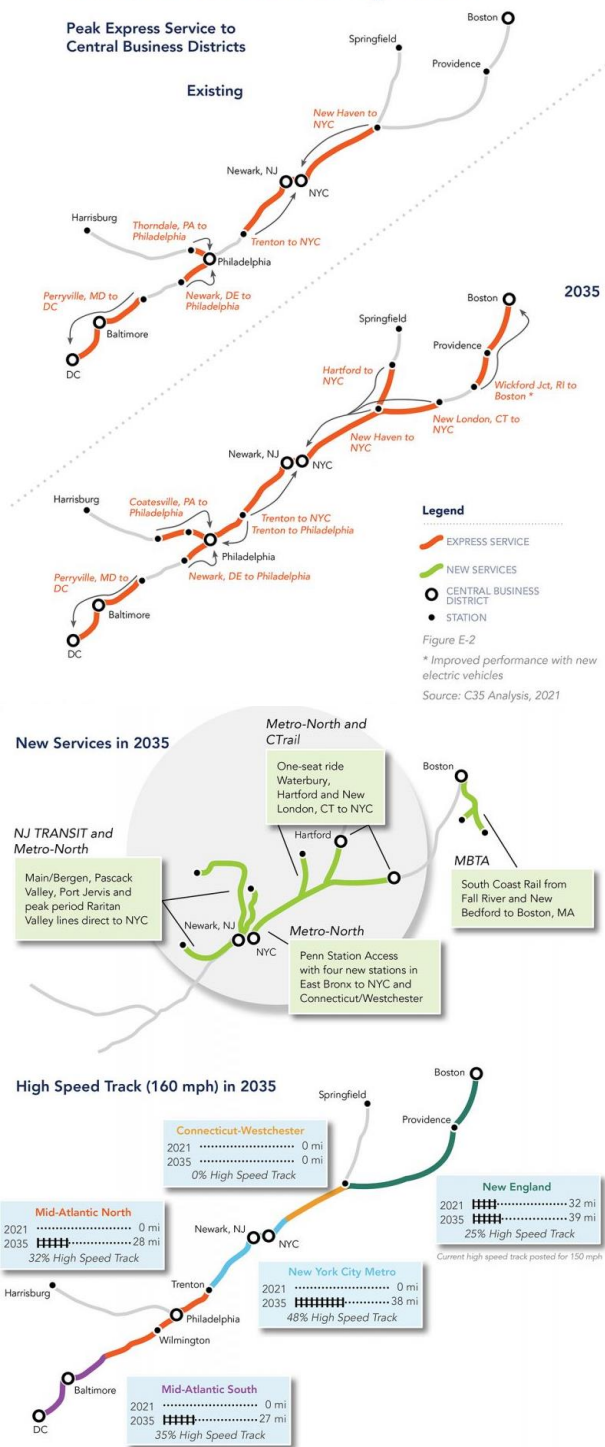 Peak Express Service to
Central Business Districts
Existing
Boston
Springfield
Providence
New Haven to
NYC
Newark, NJ
NYC
Harrisburg
Thorndale, PA to
Philadelphia
Trenton to NYC
Philadelphia
Perryville, MD to
DC
Newark, DE to
Philadelphia
Baltimore
DC
2035
Boston
Springfield
Providence
Hartford to
NYC
Wickford Jct, RI to
Boston *
New London, CT to
NYC
New Haven to
NYC
Newark, NJ
NYC
Harrisburg
Coatesville, PA to
Philadelphia
Trenton to NYC
Trenton to Philadelphia
Philadelphia
Perryville, MD to
DC
Newark, DE to Philadelphia
Baltimore
DC
Legend
EXPRESS SERVICE
NEW SERVICES
CENTRAL BUSINESS
DISTRICT
STATION
Figure E-2
* Improved performance with new
electric vehicles
Source: C35 Analysis, 2021
New Services in 2035
Metro-North and
CTrail
One-seat ride
Waterbury,
Hartford and New
London, CT to NYC
Boston
Hartford
NJ TRANSIT and
Metro-North
Main/Bergen, Pascack
Valley, Port Jervis and
peak period Raritan
Valley lines direct to NYC
MBTA
South Coast Rail from
Fall River and New
Bedford to Boston, MA
Newark, NJ
NYC
Metro-North
Penn Station Access
with four new stations in
East Bronx to NYC and
Connecticut/Westchester
High Speed Track (160 mph) in 2035
Boston
Springfield
Providence
Connecticut-Westchester
2021 0 mi
2035 0 mi
0% High Speed Track
New England
2021 32 mi
2035 39 mi
25% High Speed Track
Current high speed track posted for 150 mph
Mid-Atlantic North
2021 0 mi
2035 28 mi
32% High Speed Track
Newark, NJ
NYC
New York City Metro
2021 0 mi
2035 38 mi
48% High Speed Track
Trenton
Harrisburg
Philadelphia
Wilmington
Baltimore
DC
Mid-Atlantic South
2021 0 mi
2035 27 mi
35% High Speed Track